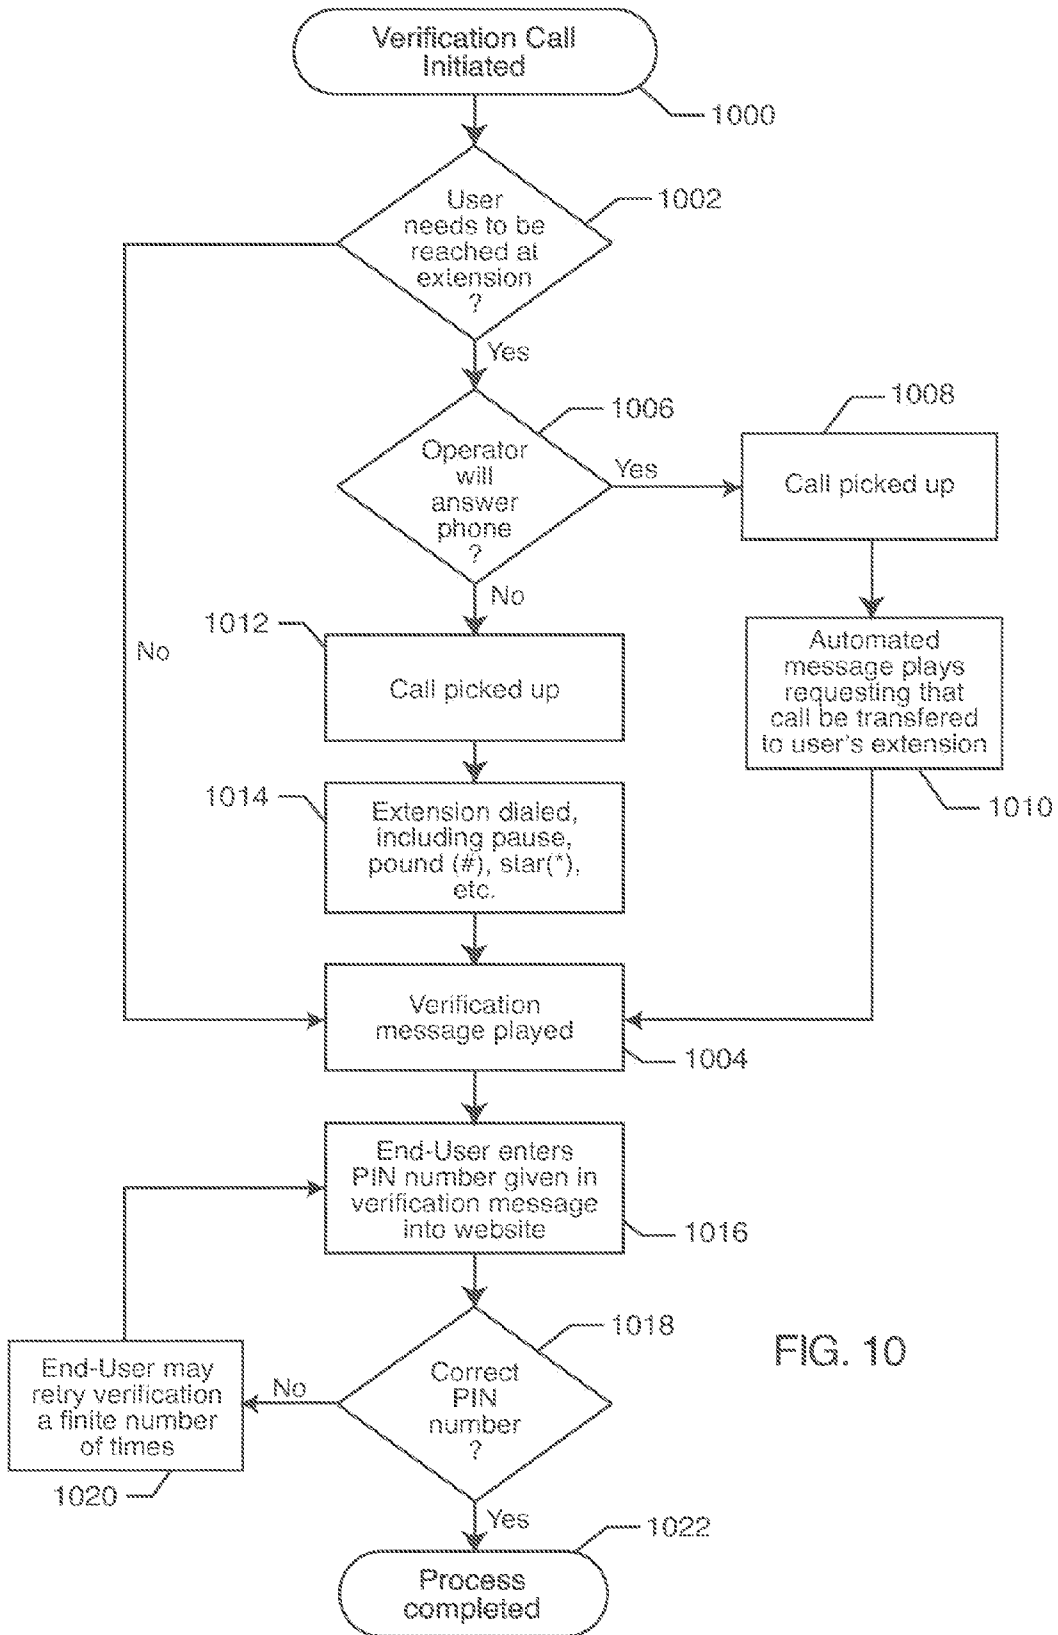 Verification Call
Initiated
1000
User
needs to be
reached at
extension
?
1002
Yes
No
Operator
will
answer
phone
?
1006
Yes
No
1008
Call picked up
Automated
message plays
requesting that
call be transfered
to user's extension
1010
1012
Call picked up
1014
Extension dialed,
including pause,
pound (#), star(*),
etc.
Verification
message played
1004
End-User enters
PIN number given in
verification message
into website
1016
Correct
PIN
number
?
1018
No
End-User may
retry verification
a finite number
of times
1020
Yes
Process
completed
1022
FIG. 10